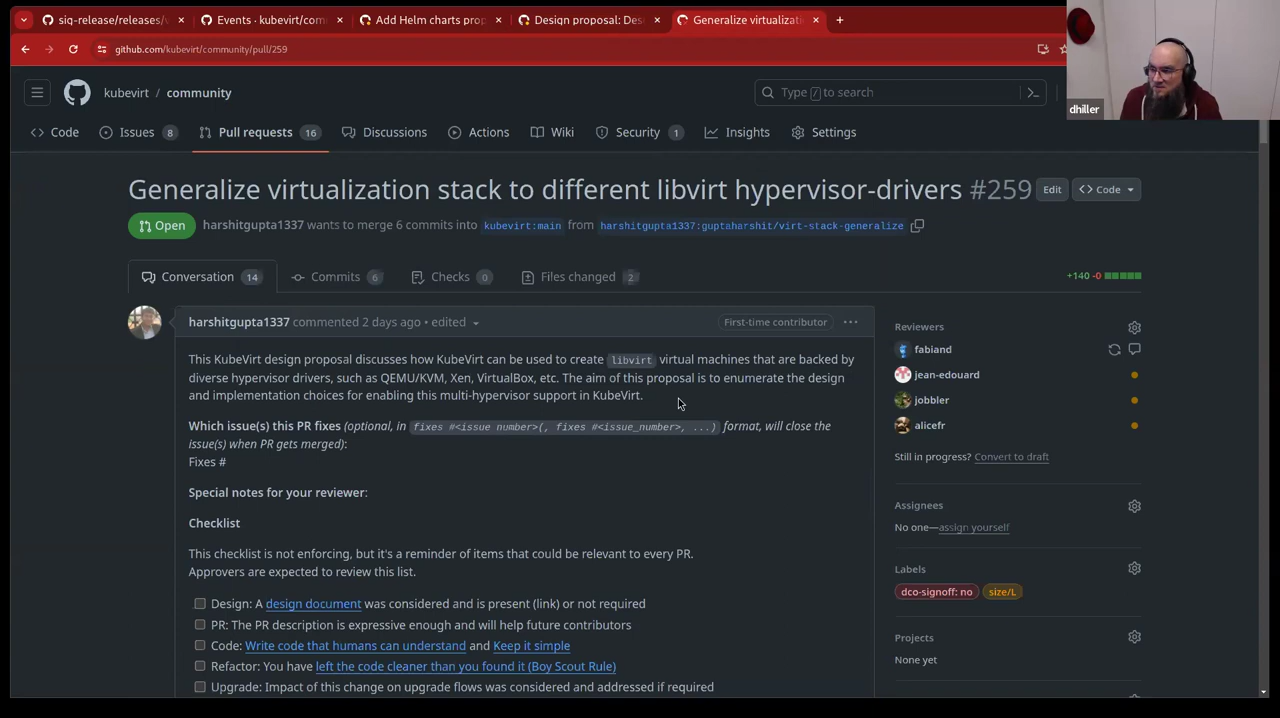 sig-release/releases/v
Events · kubevirt/com
Add Helm charts prop
Design proposal: Des
Generalize virtualizati
github.com/kubevirt/community/pull/259
kubevirt / community
Type / to search
dhiller
Code
Issues 8
Pull requests 16
Discussions
Actions
Wiki
Security 1
Insights
Settings
Generalize virtualization stack to different libvirt hypervisor-drivers #259
Edit
Code
Open
harshitgupta1337 wants to merge 6 commits into kubevirt:main from harshitgupta1337:guptaharshit/virt-stack-generalize
Conversation 14
Commits 6
Checks 0
Files changed 2
+140 -0
harshitgupta1337 commented 2 days ago • edited
First-time contributor
This KubeVirt design proposal discusses how KubeVirt can be used to create libvirt virtual machines that are backed by
diverse hypervisor drivers, such as QEMU/KVM, Xen, VirtualBox, etc. The aim of this proposal is to enumerate the design
and implementation choices for enabling this multi-hypervisor support in KubeVirt.
Which issue(s) this PR fixes (optional, in fixes #<issue number>(, fixes #<issue_number>, ...) format, will close the
issue(s) when PR gets merged):
Fixes #
Special notes for your reviewer:
Checklist
This checklist is not enforcing, but it's a reminder of items that could be relevant to every PR.
Approvers are expected to review this list.
Design: A design document was considered and is present (link) or not required
PR: The PR description is expressive enough and will help future contributors
Code: Write code that humans can understand and Keep it simple
Refactor: You have left the code cleaner than you found it (Boy Scout Rule)
Upgrade: Impact of this change on upgrade flows was considered and addressed if required
Reviewers
fabiand
jean-edouard
jobbler
alicefr
Still in progress? Convert to draft
Assignees
No one—assign yourself
Labels
dco-signoff: no
size/L
Projects
None yet